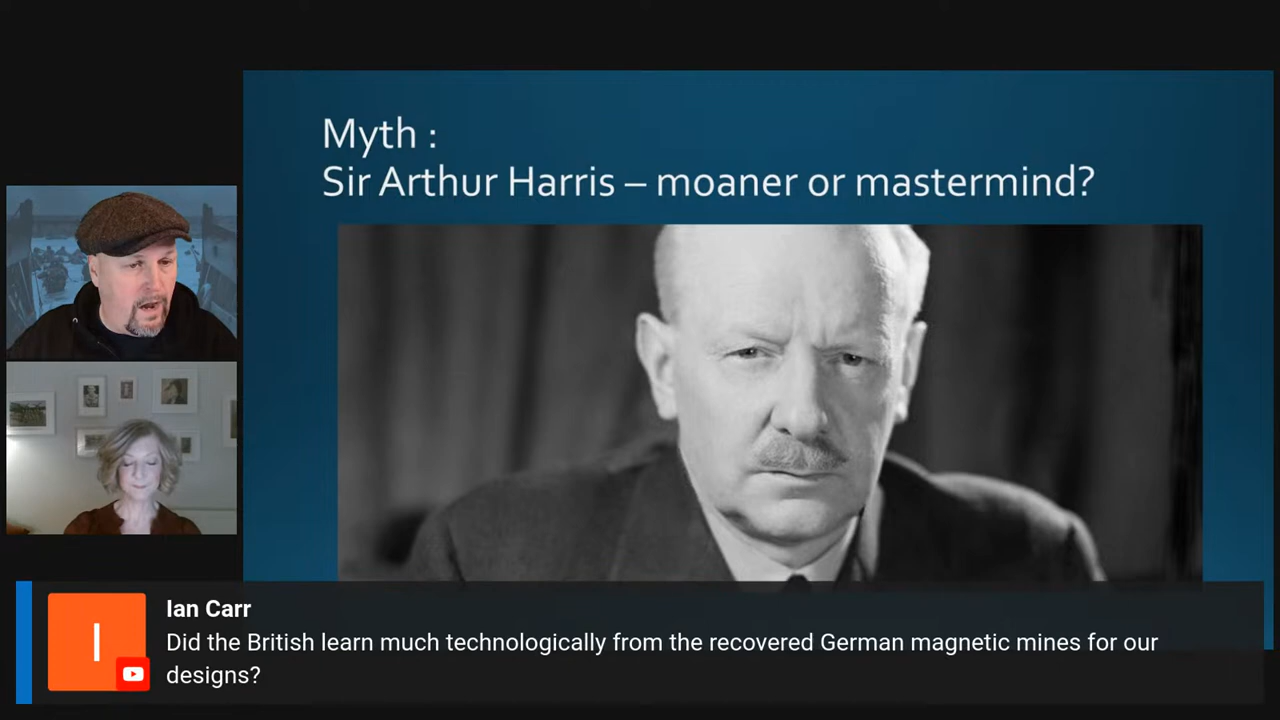 Myth :
Sir Arthur Harris – moaner or mastermind?
I
Ian Carr
Did the British learn much technologically from the recovered German magnetic mines for our
designs?